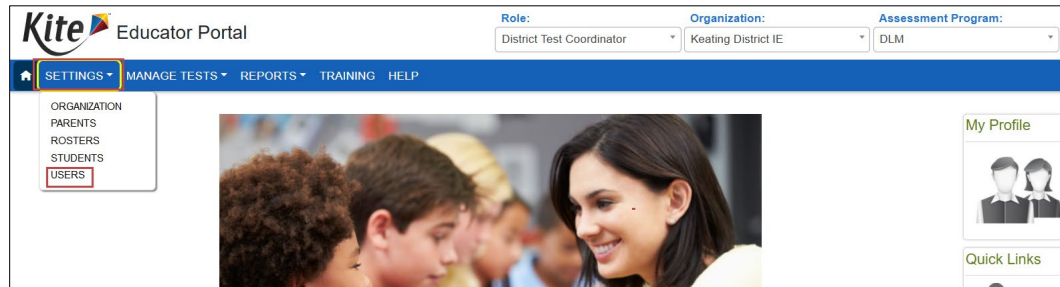 Kite Educator Portal
Role:
District Test Coordinator
Organization:
Keating District IE
Assessment Program:
DLM
SETTINGS MANAGE TESTS REPORTS TRAINING HELP
ORGANIZATION
PARENTS
ROSTERS
STUDENTS
USERS
My Profile
Quick Links